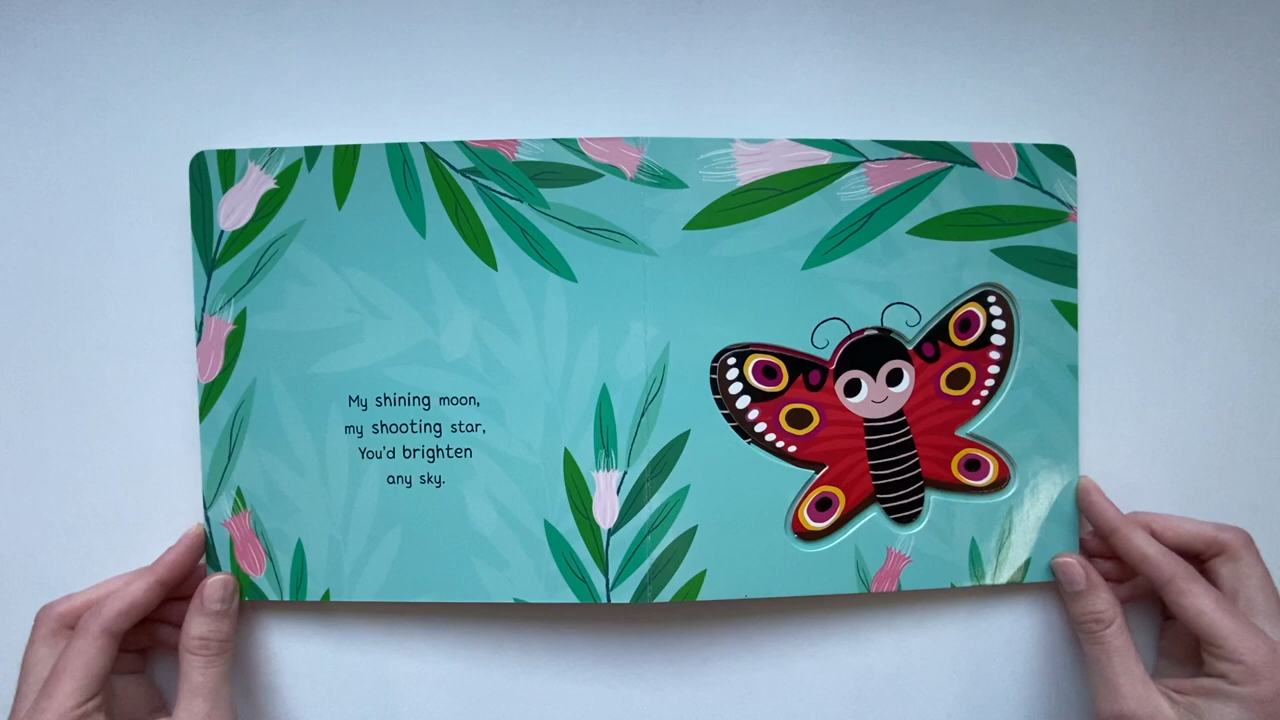 My shining moon,
my shooting star,
You'd brighten
any sky.